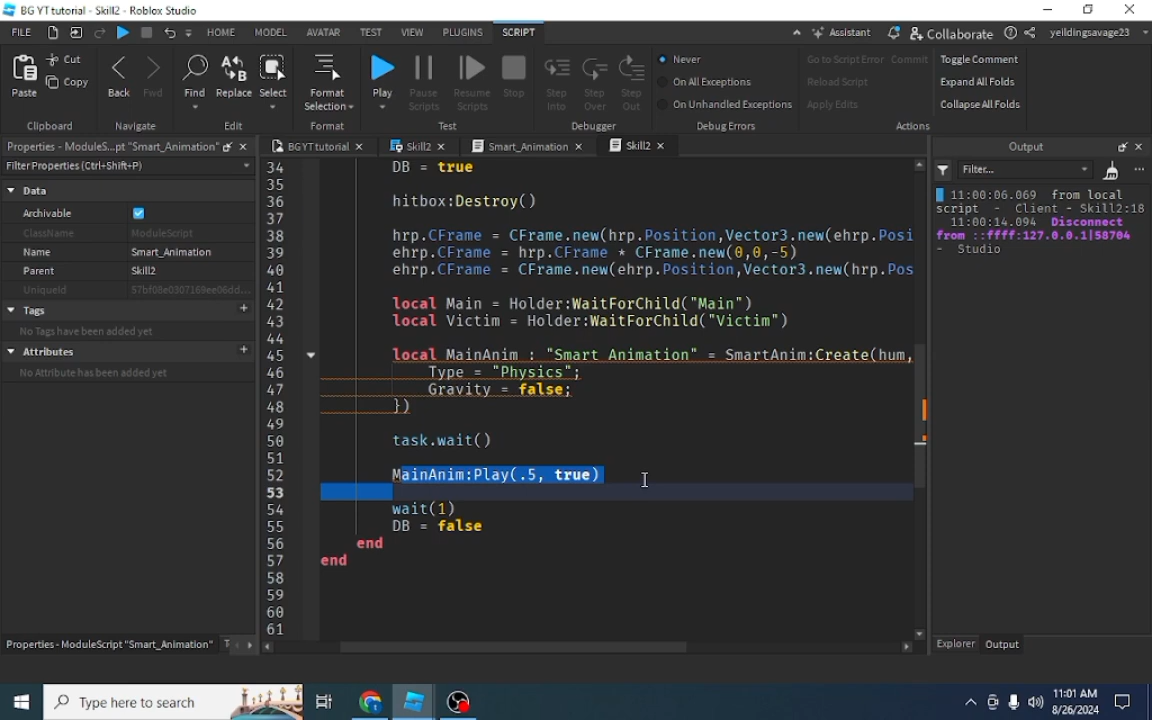 BG YT tutorial - Skill2 - Roblox Studio
FILE HOME MODEL AVATAR TEST VIEW PLUGINS SCRIPT Assistant Collaborate yeildingsavage23
Paste Cut Copy Back Fwd Find Replace Select Format Selection Play Pause Scripts Resume Scripts Stop Step Into Step Over Step Out Never On All Exceptions On Unhandled Exceptions Go to Script Error Commit Reload Script Apply Edits Toggle Comment Expand All Folds Collapse All Folds
Clipboard Navigate Edit Format Test Debugger Debug Errors Actions
Properties - ModuleS...pt "Smart_Animation"
Filter Properties (Ctrl+Shift+P)
Data
Archivable
ClassName ModuleScript
Name Smart_Animation
Parent Skill2
UniqueId
Tags
No Tags have been added yet
Attributes
No Attribute has been added yet
Properties - ModuleScript "Smart_Animation"
BG YT tutorial Skill2 Smart_Animation Skill2
34 DB = true
35
36 hitbox:Destroy()
37
38 hrp.CFrame = CFrame.new(hrp.Position,Vector3.new(ehrp.Posi
39 ehrp.CFrame = hrp.CFrame * CFrame.new(0,0,-5)
40 ehrp.CFrame = CFrame.new(ehrp.Position,Vector3.new(hrp.Pos
41
42 local Main = Holder:WaitForChild("Main")
43 local Victim = Holder:WaitForChild("Victim")
44
45 local MainAnim : "Smart Animation" = SmartAnim:Create(hum,
46 Type = "Physics";
47 Gravity = false;
48 })
49
50 task.wait()
51
52 MainAnim:Play(.5, true)
53
54 wait(1)
55 DB = false
56 end
57 end
58
59
60
61
Output
Filter...
11:00:06.069 from local
script - Client - Skill2:18
11:00:14.094 Disconnect
from ::ffff:127.0.0.1|58704
- Studio
Explorer Output
Type here to search
11:01 AM
8/26/2024